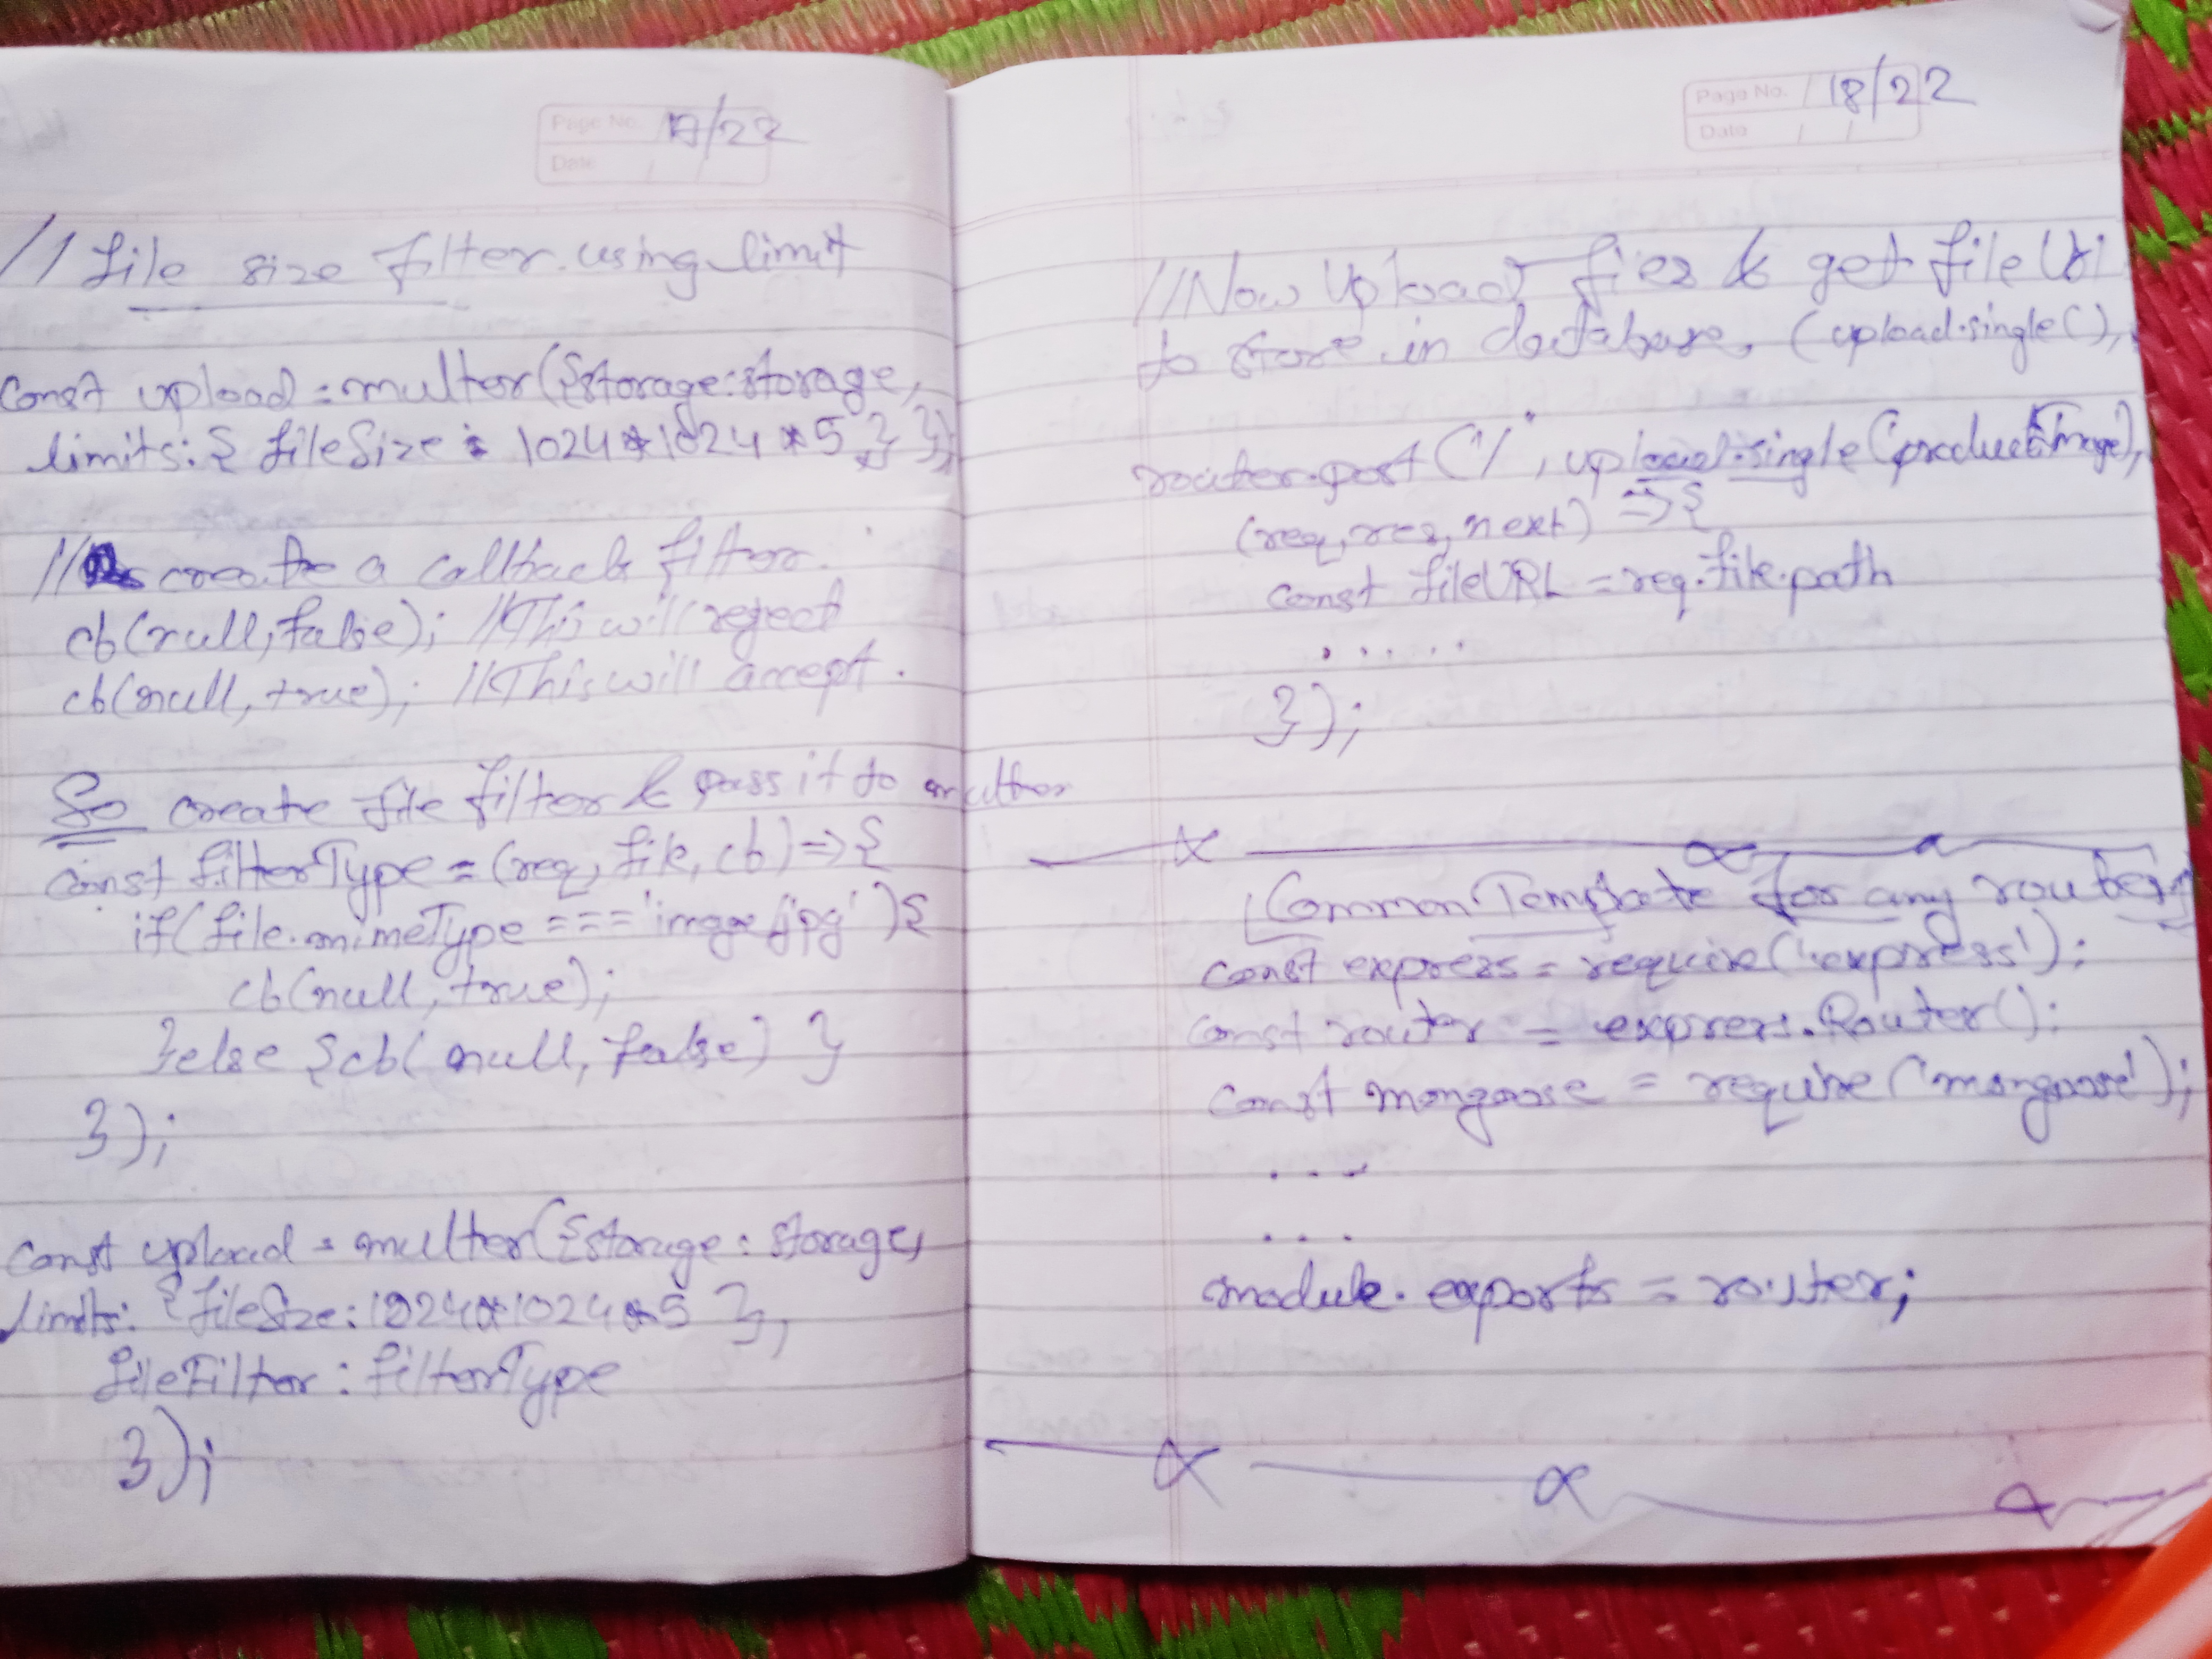 Page No. 17/22
Date / /
// file size filter using limit
const upload = multer({storage:storage,
limits: { fileSize : 1024*1024*5 } });
// create a callback filter.
cb(null, false); //This will reject
cb(null, true); //This will accept.
So create file filter & pass it to multer
const filterType = (req, file, cb) => {
if(file.mimeType === 'image/jpg'){
cb(null, true);
}else {cb( null, false) }
});
const upload = multer({storage: storage,
limits: {fileSize: 1024*1024*5 },
fileFilter : filterType
});
Page No. / 18/22
Date / /
//Now Upload files & get file Url
to store in database, (upload.single(),
router.post('/', upload.single('productImage'),
(req, res, next) => {
const fileURL = req.file.path
......
});
Common Template for any router
const express = require('express');
const router = express.Router();
const mongoose = require('mongoose');
...
...
module.exports = router;